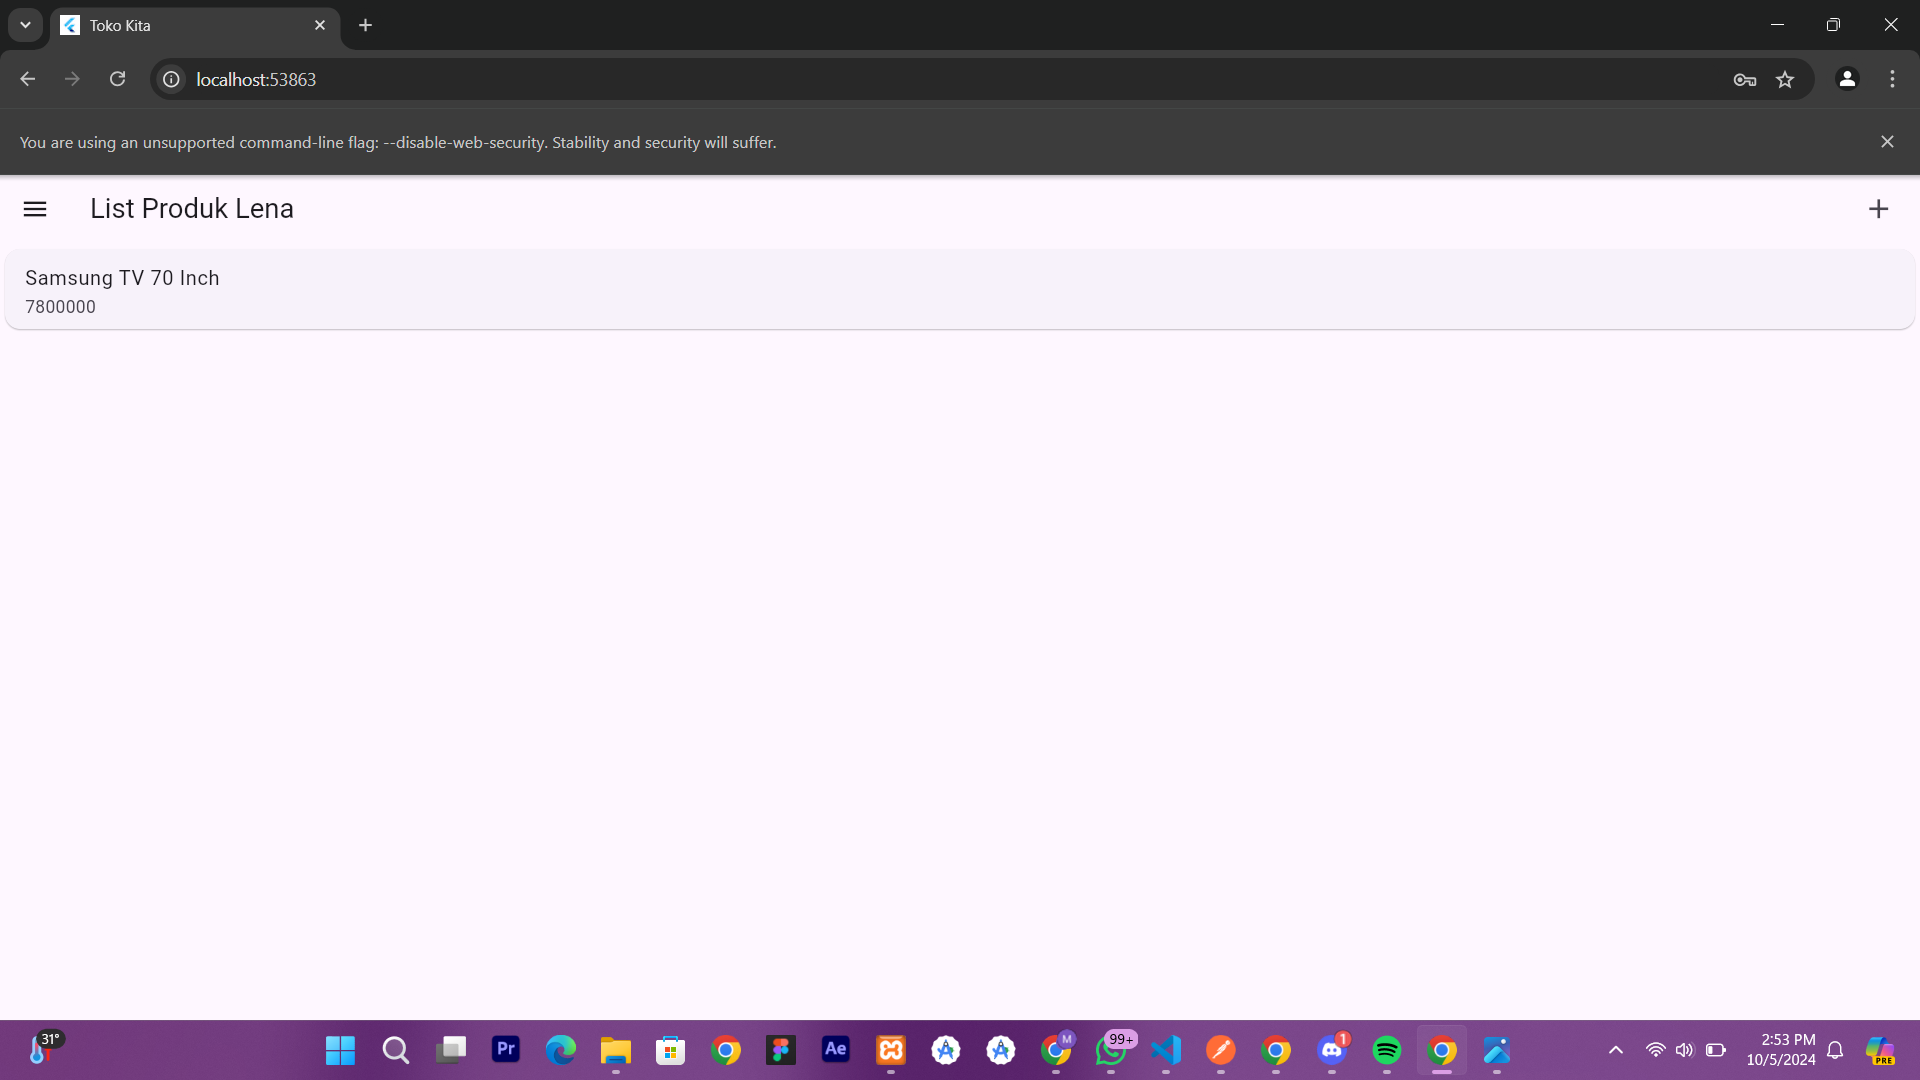 Toko Kita
localhost:53863
You are using an unsupported command-line flag: --disable-web-security. Stability and security will suffer.
List Produk Lena
Samsung TV 70 Inch
7800000
31°
Pr
Ae
M
99+
1
2:53 PM
10/5/2024
PRE